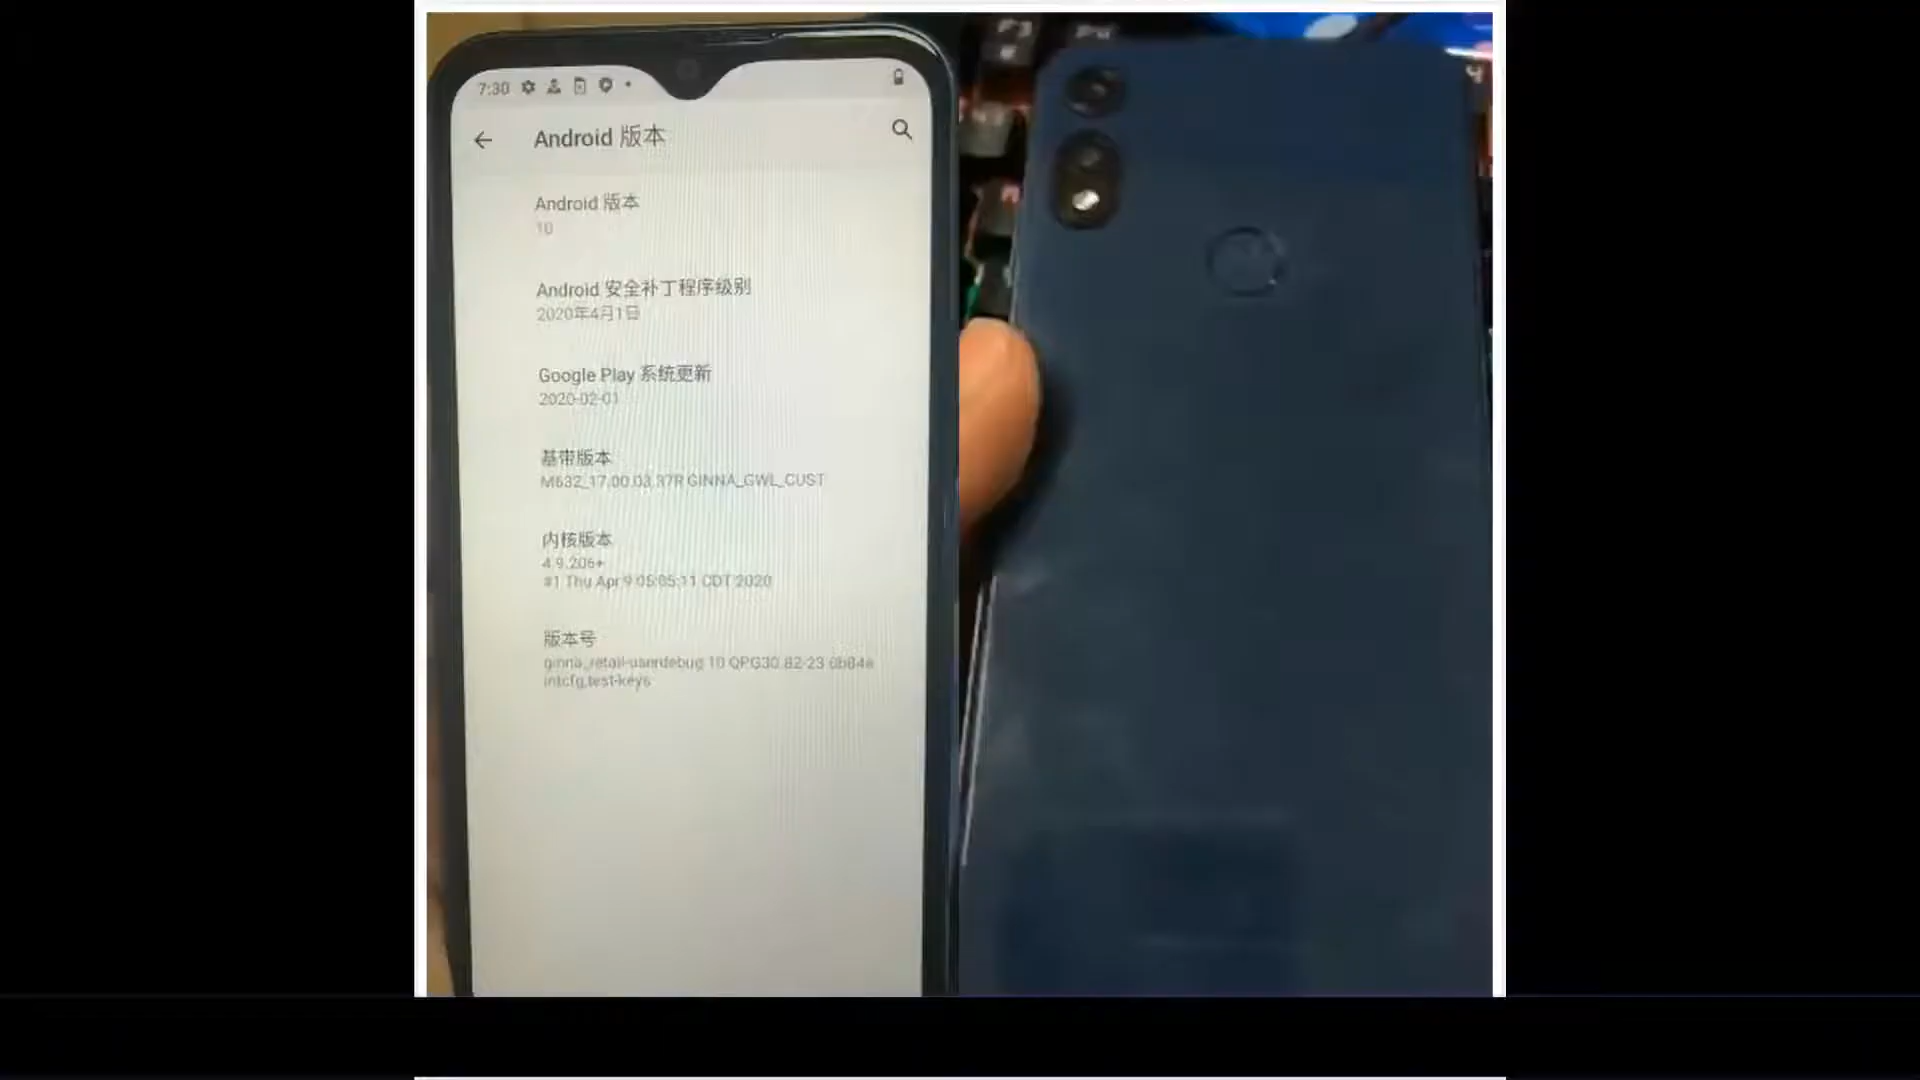 7:30
Android 版本
Android 版本
10
Android 安全补丁程序级别
2020年4月1日
Google Play 系统更新
2020-02-01
基带版本
M632_17.00.03.37R GINNA_GWL_CUST
内核版本
4.9.206+
#1 Thu Apr 9 05:05:11 CDT 2020
版本号
ginna_retail-userdebug 10 QPG30.82-23 0b84e
intcfg,test-keys
F3